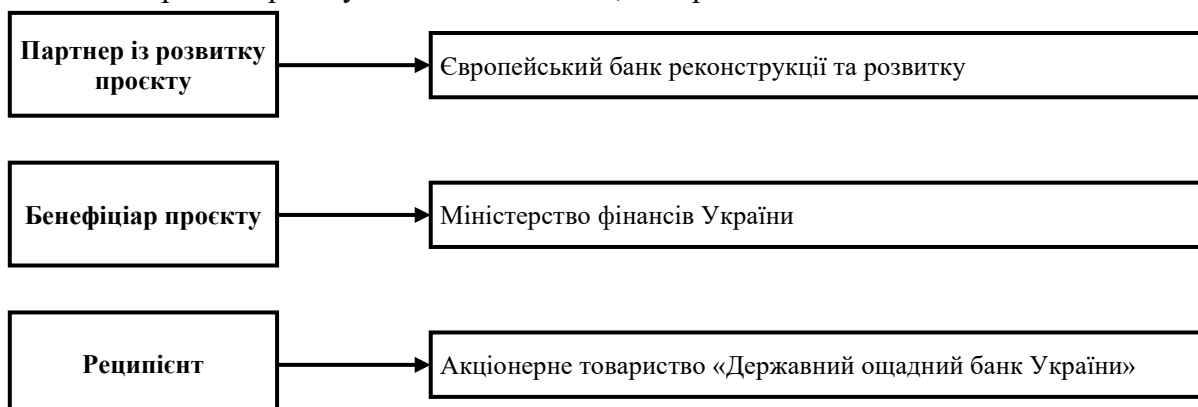 Партнер із розвитку
проєкту
Європейський банк реконструкції та розвитку
Бенефіціар проєкту
Міністерство фінансів України
Реципієнт
Акціонерне товариство «Державний ощадний банк України»